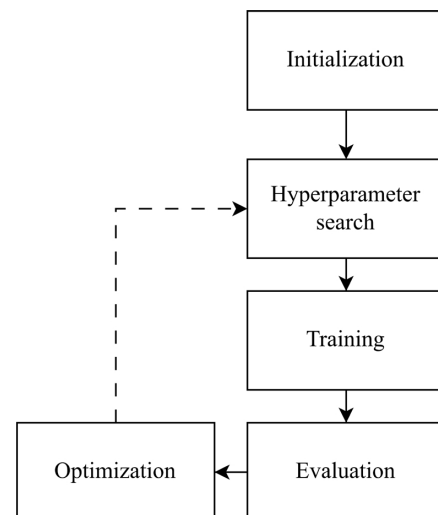 Initialization
Hyperparameter
search
Training
Optimization
Evaluation